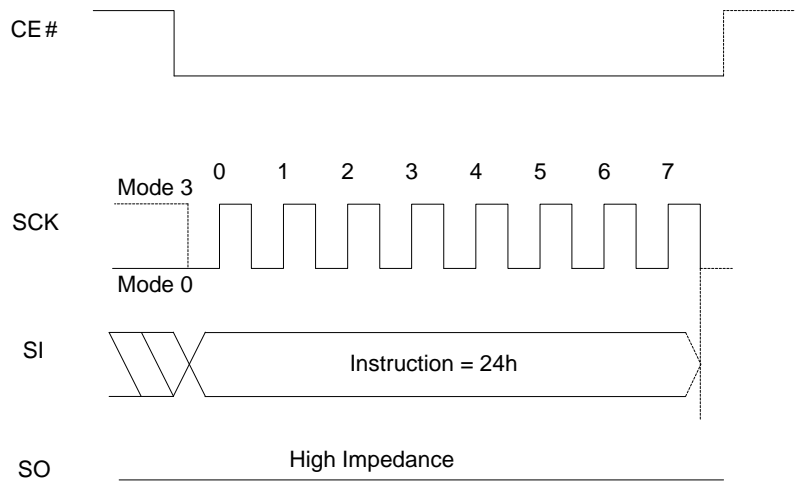 CE#
0 1 2 3 4 5 6 7
Mode 3
SCK
Mode 0
SI
Instruction = 24h
High Impedance
SO